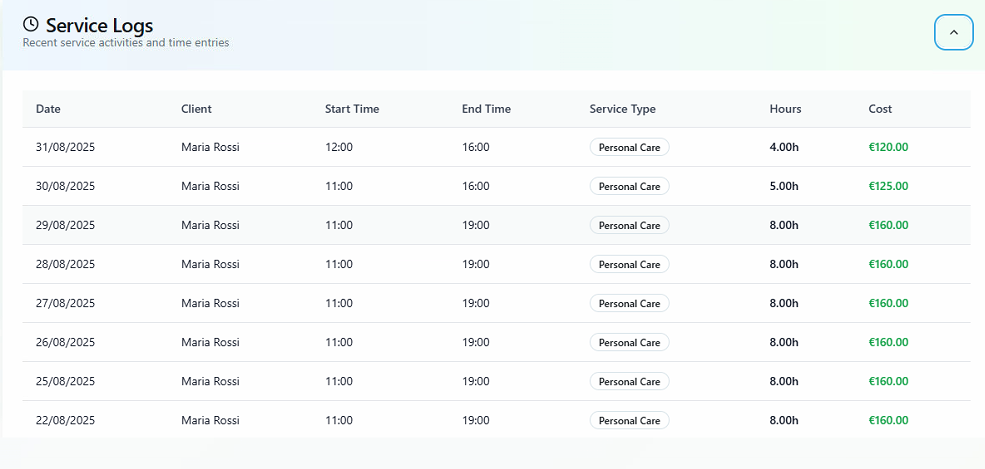 Service Logs
Recent service activities and time entries
Date Client Start Time End Time Service Type Hours Cost
31/08/2025 Maria Rossi 12:00 16:00 Personal Care 4.00h €120.00
30/08/2025 Maria Rossi 11:00 16:00 Personal Care 5.00h €125.00
29/08/2025 Maria Rossi 11:00 19:00 Personal Care 8.00h €160.00
28/08/2025 Maria Rossi 11:00 19:00 Personal Care 8.00h €160.00
27/08/2025 Maria Rossi 11:00 19:00 Personal Care 8.00h €160.00
26/08/2025 Maria Rossi 11:00 19:00 Personal Care 8.00h €160.00
25/08/2025 Maria Rossi 11:00 19:00 Personal Care 8.00h €160.00
22/08/2025 Maria Rossi 11:00 19:00 Personal Care 8.00h €160.00